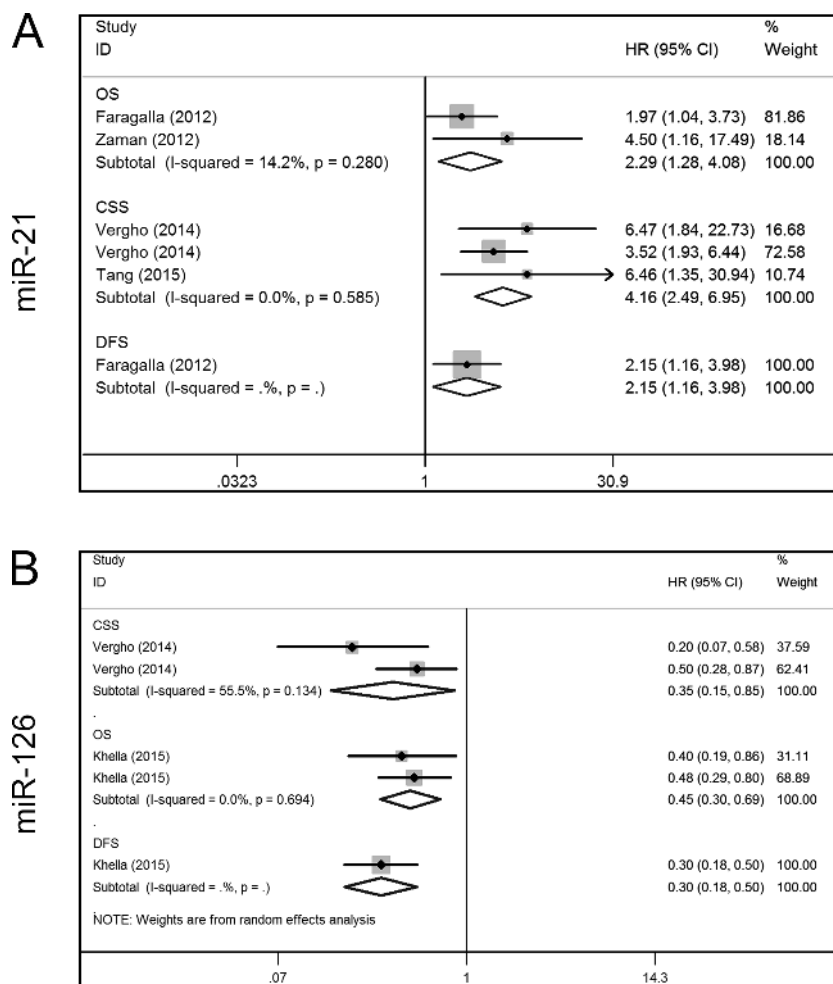 A
miR-21
Study %
ID HR (95% CI) Weight
OS
Faragalla (2012) 1.97 (1.04, 3.73) 81.86
Zaman (2012) 4.50 (1.16, 17.49) 18.14
Subtotal (I-squared = 14.2%, p = 0.280) 2.29 (1.28, 4.08) 100.00
CSS
Vergho (2014) 6.47 (1.84, 22.73) 16.68
Vergho (2014) 3.52 (1.93, 6.44) 72.58
Tang (2015) 6.46 (1.35, 30.94) 10.74
Subtotal (I-squared = 0.0%, p = 0.585) 4.16 (2.49, 6.95) 100.00
DFS
Faragalla (2012) 2.15 (1.16, 3.98) 100.00
Subtotal (I-squared = .%, p = .) 2.15 (1.16, 3.98) 100.00
.0323 1 30.9
B
miR-126
Study %
ID HR (95% CI) Weight
CSS
Vergho (2014) 0.20 (0.07, 0.58) 37.59
Vergho (2014) 0.50 (0.28, 0.87) 62.41
Subtotal (I-squared = 55.5%, p = 0.134) 0.35 (0.15, 0.85) 100.00
.
OS
Khella (2015) 0.40 (0.19, 0.86) 31.11
Khella (2015) 0.48 (0.29, 0.80) 68.89
Subtotal (I-squared = 0.0%, p = 0.694) 0.45 (0.30, 0.69) 100.00
.
DFS
Khella (2015) 0.30 (0.18, 0.50) 100.00
Subtotal (I-squared = .%, p = .) 0.30 (0.18, 0.50) 100.00
.
NOTE: Weights are from random effects analysis
.07 1 14.3